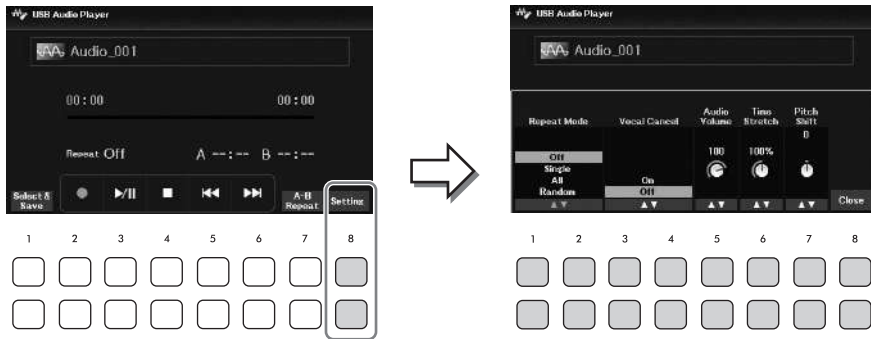 USB Audio Player
Audio_001
00:00 00:00
Repeat Off A --:-- B --:--
Select & Save
A-B Repeat
Setting
1 2 3 4 5 6 7 8
USB Audio Player
Audio_001
Repeat Mode
Off
Single
All
Random
Vocal Cancel
On
Off
Audio Volume
100
Time Stretch
100%
Pitch Shift
0
Close
1 2 3 4 5 6 7 8